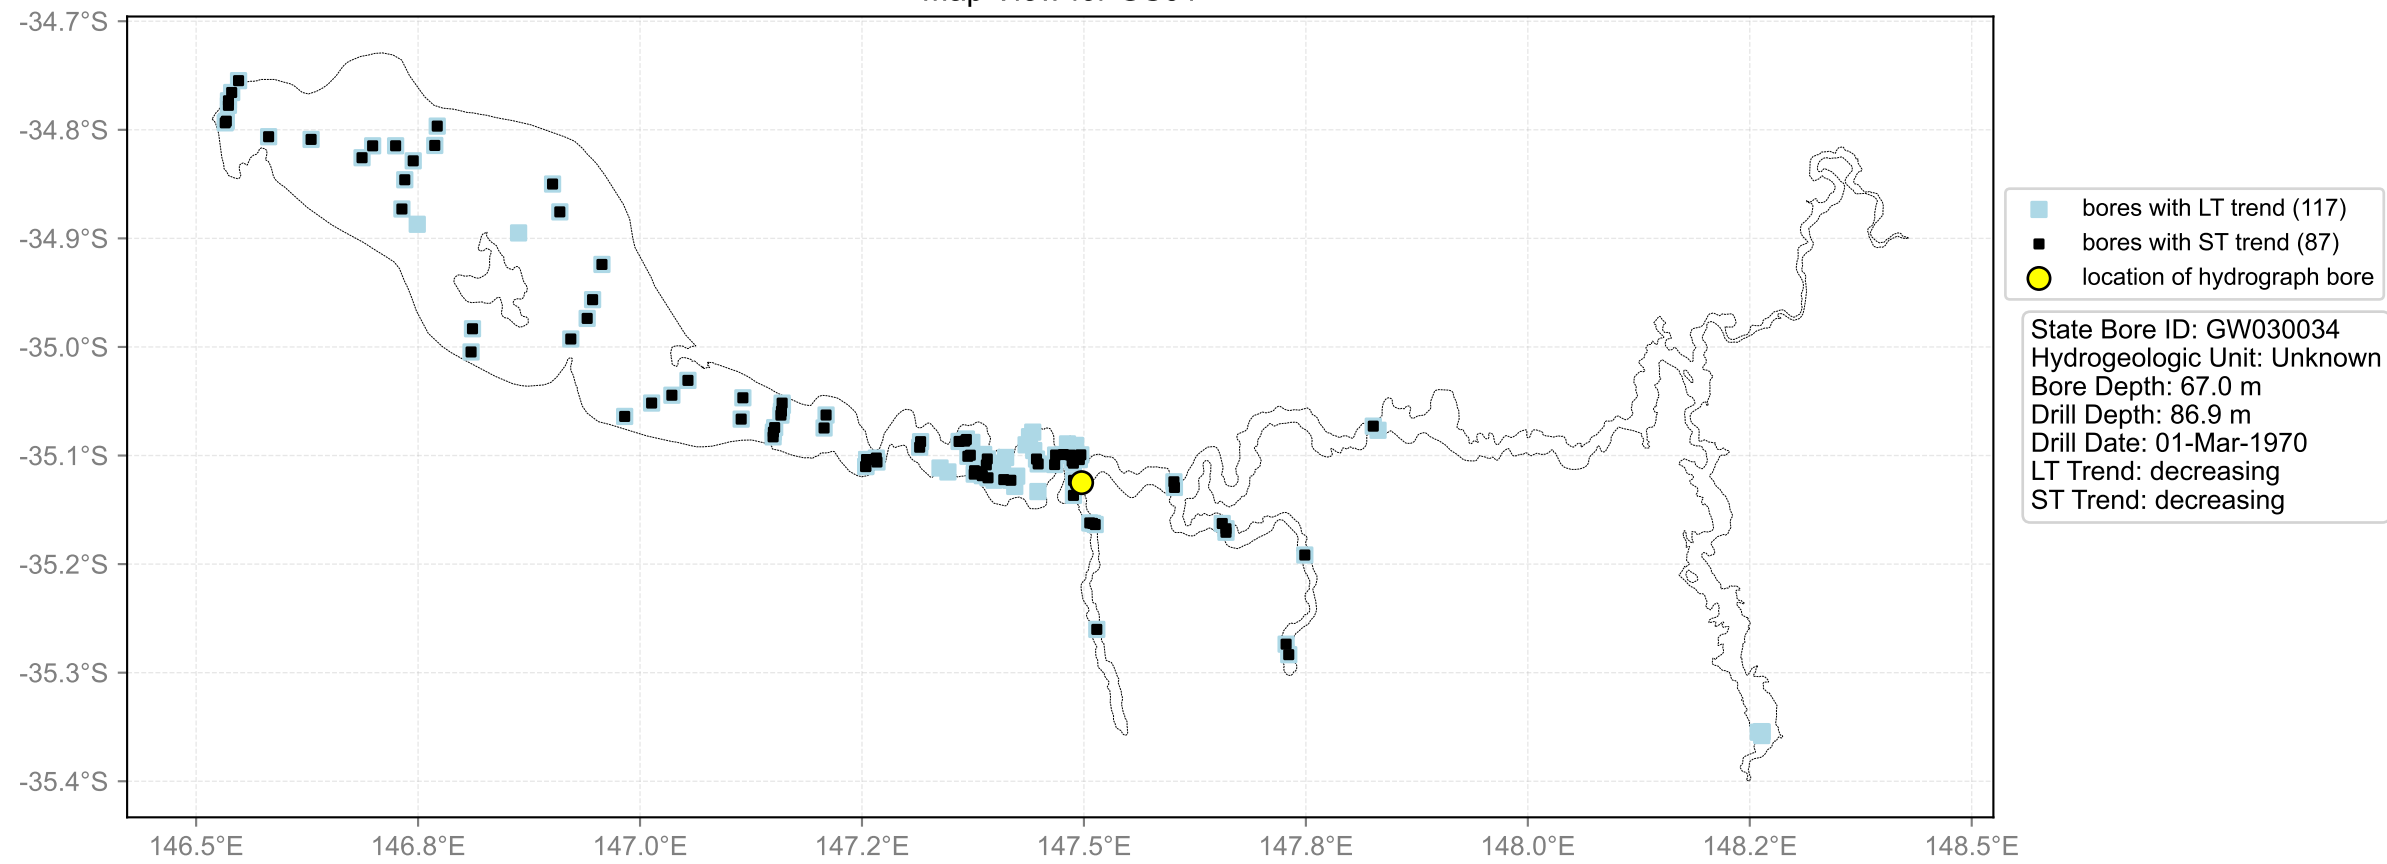 -34.7°S
-34.8°S
-34.9°S
-35.0°S
-35.1°S
-35.2°S
-35.3°S
-35.4°S
146.5°E 146.8°E 147.0°E 147.2°E 147.5°E 147.8°E 148.0°E 148.2°E 148.5°E
bores with LT trend (117)
bores with ST trend (87)
location of hydrograph bore
State Bore ID: GW030034
Hydrogeologic Unit: Unknown
Bore Depth: 67.0 m
Drill Depth: 86.9 m
Drill Date: 01-Mar-1970
LT Trend: decreasing
ST Trend: decreasing